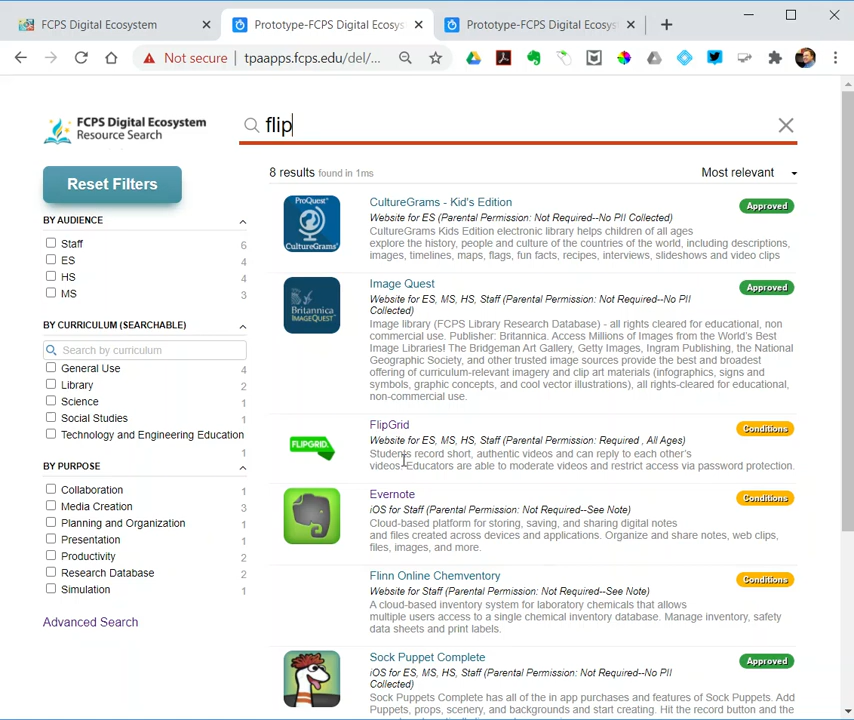 FCPS Digital Ecosystem
Prototype-FCPS Digital Ecosys
Prototype-FCPS Digital Ecosys
Not secure
tpaapps.fcps.edu/del/...
FCPS Digital Ecosystem
Resource Search
flip
Reset Filters
8 results found in 1ms
Most relevant
BY AUDIENCE
Staff 6
ES 4
HS 4
MS 3
BY CURRICULUM (SEARCHABLE)
Search by curriculum
General Use 4
Library 2
Science 1
Social Studies 1
Technology and Engineering Education
1
BY PURPOSE
Collaboration 1
Media Creation 3
Planning and Organization 1
Presentation 1
Productivity 2
Research Database 2
Simulation 1
Advanced Search
ProQuest
CultureGrams
CultureGrams - Kid's Edition
Approved
Website for ES (Parental Permission: Not Required--No PII Collected)
CultureGrams Kids Edition electronic library helps children of all ages
explore the history, people and culture of the countries of the world, including descriptions,
images, timelines, maps, flags, fun facts, recipes, interviews, slideshows and video clips
Britannica
IMAGEQUEST
Image Quest
Approved
Website for ES, MS, HS, Staff (Parental Permission: Not Required--No PII
Collected)
Image library (FCPS Library Research Database) - all rights cleared for educational, non
commercial use. Publisher: Britannica. Access Millions of Images from the World's Best
Image Libraries! The Bridgeman Art Gallery, Getty Images, Ingram Publishing, the National
Geographic Society, and other trusted image sources provide the best and broadest
offering of curriculum-relevant imagery and clip art materials (infographics, signs and
symbols, graphic concepts, and cool vector illustrations), all rights-cleared for educational,
non-commercial use.
FLIPGRID.
FlipGrid
Conditions
Website for ES, MS, HS, Staff (Parental Permission: Required , All Ages)
Students record short, authentic videos and can reply to each other's
videos. Educators are able to moderate videos and restrict access via password protection.
Evernote
Conditions
iOS for Staff (Parental Permission: Not Required--See Note)
Cloud-based platform for storing, saving, and sharing digital notes
and files created across devices and applications. Organize and share notes, web clips,
files, images, and more.
Flinn Online Chemventory
Conditions
Website for Staff (Parental Permission: Not Required--See Note)
A cloud-based inventory system for laboratory chemicals that allows
multiple users access to a single chemical inventory database. Manage inventory, safety
data sheets and print labels.
Sock Puppet Complete
Approved
iOS for ES, MS, HS, Staff (Parental Permission: Not Required--No PII
Collected)
Sock Puppets Complete has all of the in app purchases and features of Sock Puppets. Add
Puppets, props, scenery, and backgrounds and start creating. Hit the record button and the